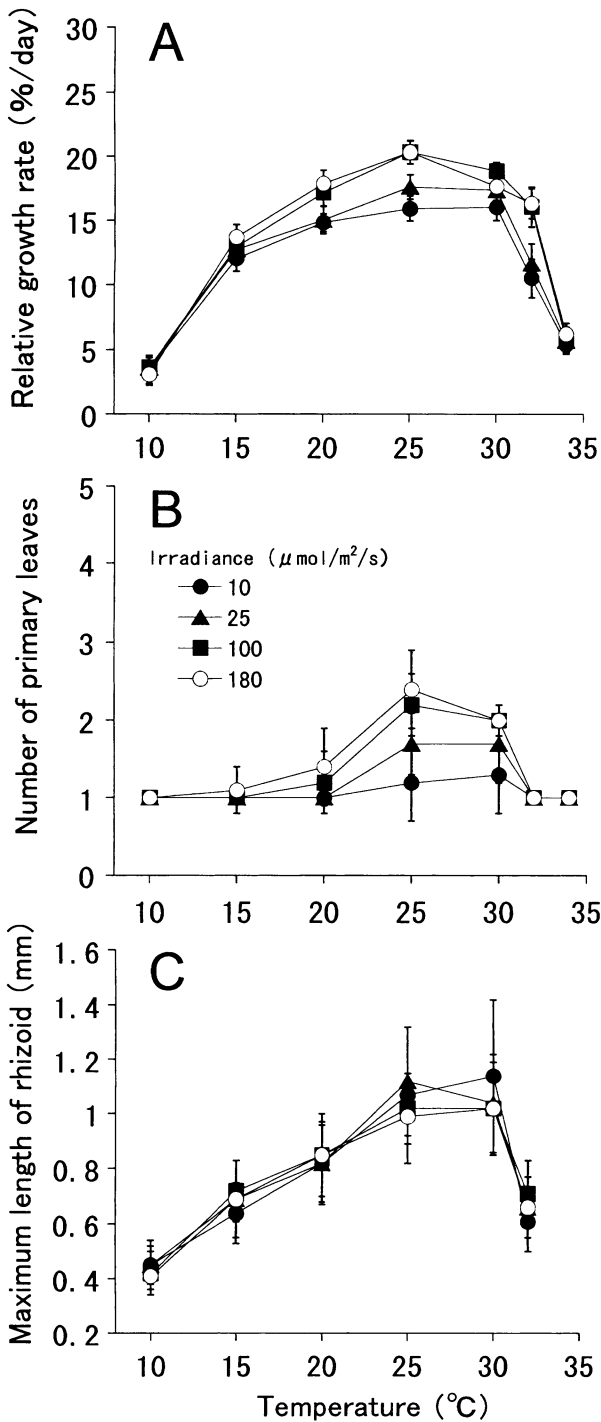 A
Relative growth rate (%/day)
30
25
20
15
10
5
0
10 15 20 25 30 35
B
Number of primary leaves
Irradiance (μmol/m²/s)
10
25
100
180
5
4
3
2
1
0
10 15 20 25 30 35
C
Maximum length of rhizoid (mm)
1.6
1.4
1.2
1
0.8
0.6
0.4
0.2
10 15 20 25 30 35
Temperature (℃)